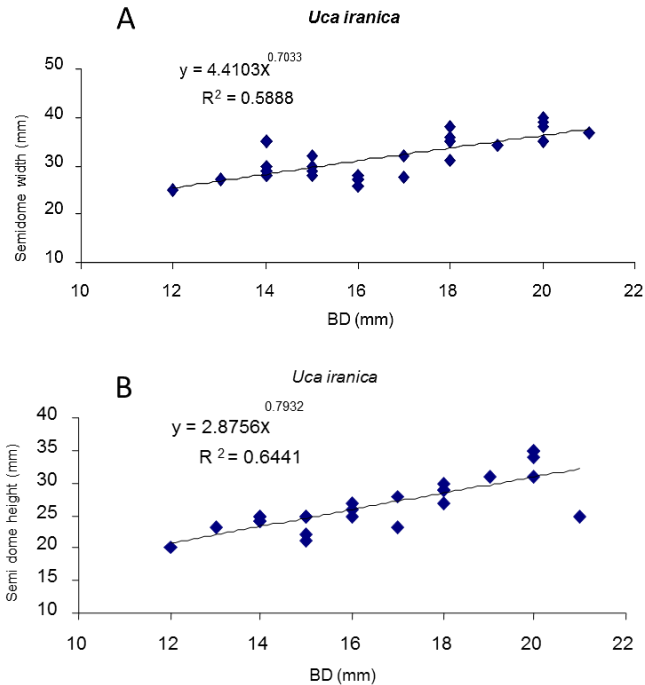 A
Uca iranica
y = 4.4103x^0.7033
R² = 0.5888
Semidome width (mm)
50
40
30
20
10
10 12 14 16 18 20 22
BD (mm)
B
Uca iranica
y = 2.8756x^0.7932
R² = 0.6441
Semi dome height (mm)
40
35
30
25
20
15
10
10 12 14 16 18 20 22
BD (mm)